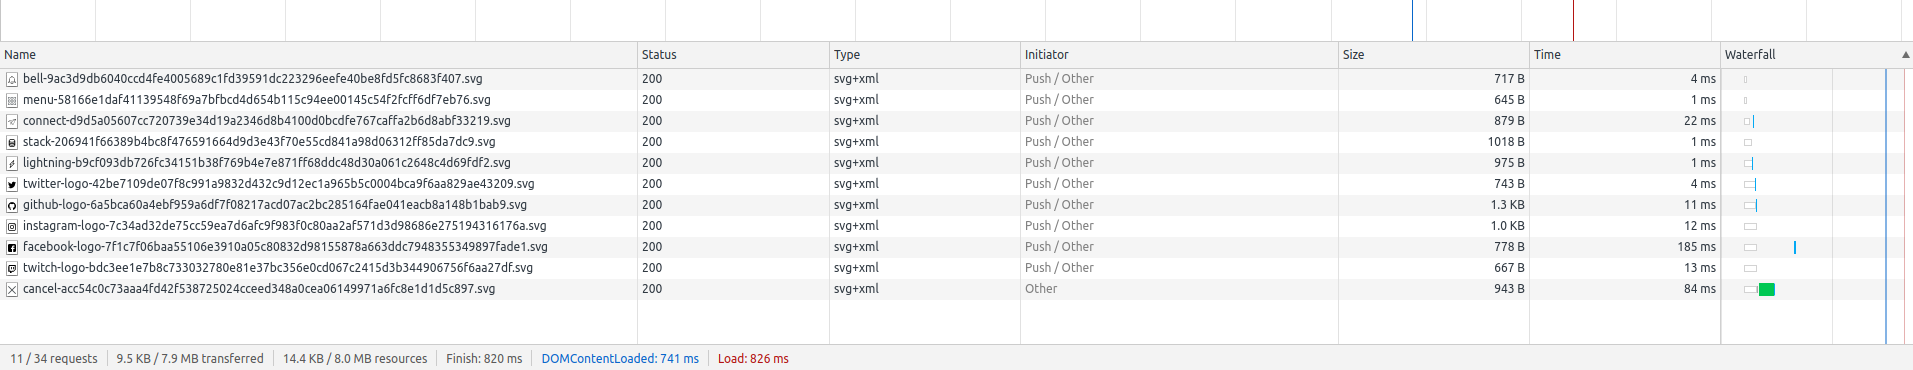 Name Status Type Initiator Size Time Waterfall
bell-9ac3d9db6040ccd4fe4005689c1fd39591dc223296eefe40be8fd5fc8683f407.svg 200 svg+xml Push / Other 717 B 4 ms
menu-58166e1daf41139548f69a7bfbcd4d654b115c94ee00145c54f2fcff6df7eb76.svg 200 svg+xml Push / Other 645 B 1 ms
connect-d9d5a05607cc720739e34d19a2346d8b4100d0bcdfe767caffa2b6d8abf33219.svg 200 svg+xml Push / Other 879 B 22 ms
stack-206941f66389b4bc8f476591664d9d3e43f70e55cd841a98d06312ff85da7dc9.svg 200 svg+xml Push / Other 1018 B 1 ms
lightning-b9cf093db726fc34151b38f769b4e7e871ff68ddc48d30a061c2648c4d69fdf2.svg 200 svg+xml Push / Other 975 B 1 ms
twitter-logo-42be7109de07f8c991a9832d432c9d12ec1a965b5c0004bca9f6aa829ae43209.svg 200 svg+xml Push / Other 743 B 4 ms
github-logo-6a5bca60a4ebf959a6df7f08217acd07ac2bc285164fae041eacb8a148b1bab9.svg 200 svg+xml Push / Other 1.3 KB 11 ms
instagram-logo-7c34ad32de75cc59ea7d6afc9f983f0c80aa2af571d3d98686e275194316176a.svg 200 svg+xml Push / Other 1.0 KB 12 ms
facebook-logo-7f1c7f06baa55106e3910a05c80832d98155878a663ddc7948355349897fade1.svg 200 svg+xml Push / Other 778 B 185 ms
twitch-logo-bdc3ee1e7b8c733032780e81e37bc356e0cd067c2415d3b344906756f6aa27df.svg 200 svg+xml Push / Other 667 B 13 ms
cancel-acc54c0c73aaa4fd42f538725024cceed348a0cea06149971a6fc8e1d1d5c897.svg 200 svg+xml Other 943 B 84 ms
11 / 34 requests 9.5 KB / 7.9 MB transferred 14.4 KB / 8.0 MB resources Finish: 820 ms DOMContentLoaded: 741 ms Load: 826 ms